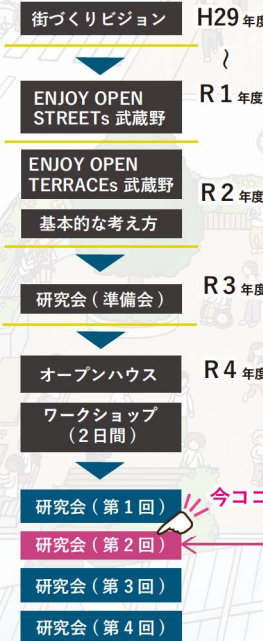 街づくりビジョン
H29年度
〜
ENJOY OPEN
STREETs 武蔵野
R1年度
ENJOY OPEN
TERRACEs 武蔵野
R2年度
基本的な考え方
研究会(準備会)
R3年度
オープンハウス
R4年度
ワークショップ
(2日間)
研究会(第1回)
今ココ
研究会(第2回)
研究会(第3回)
研究会(第4回)